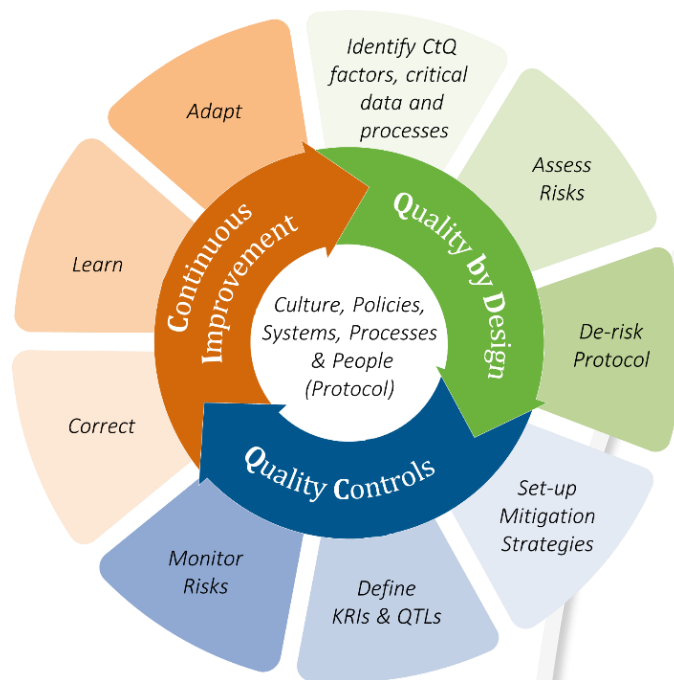 Identify CtQ
factors, critical
data and
processes
Assess
Risks
De-risk
Protocol
Set-up
Mitigation
Strategies
Define
KRIs & QTLs
Monitor
Risks
Correct
Learn
Adapt
Quality by Design
Quality Controls
Continuous
Improvement
Culture, Policies,
Systems, Processes
& People
(Protocol)